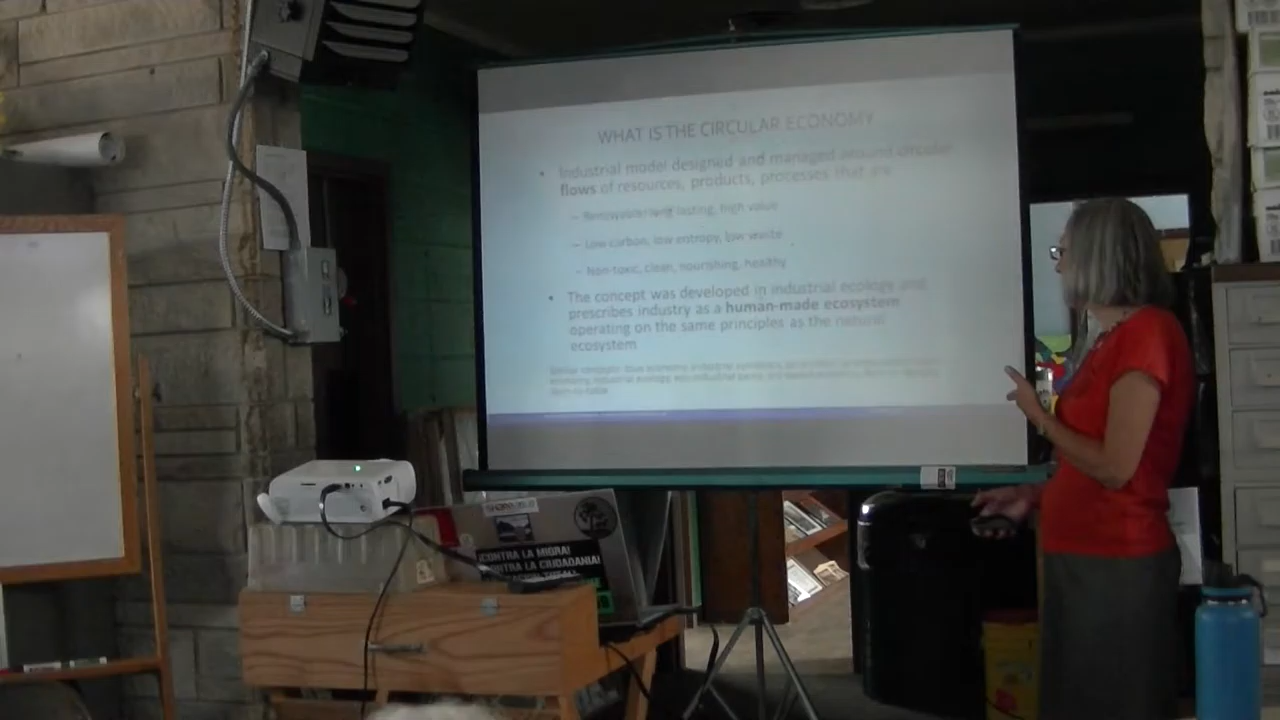 WHAT IS THE CIRCULAR ECONOMY
• Industrial model designed and managed around circular
flows of resources, products, processes that are
– Renewable long lasting, high value
– Low carbon, low entropy, low waste
– Non-toxic, clean, nourishing, healthy
• The concept was developed in industrial ecology and
prescribes industry as a human-made ecosystem
operating on the same principles as the natural
ecosystem
¡CONTRA LA MIGRA!
CONTRA LA CIUDADANIA!